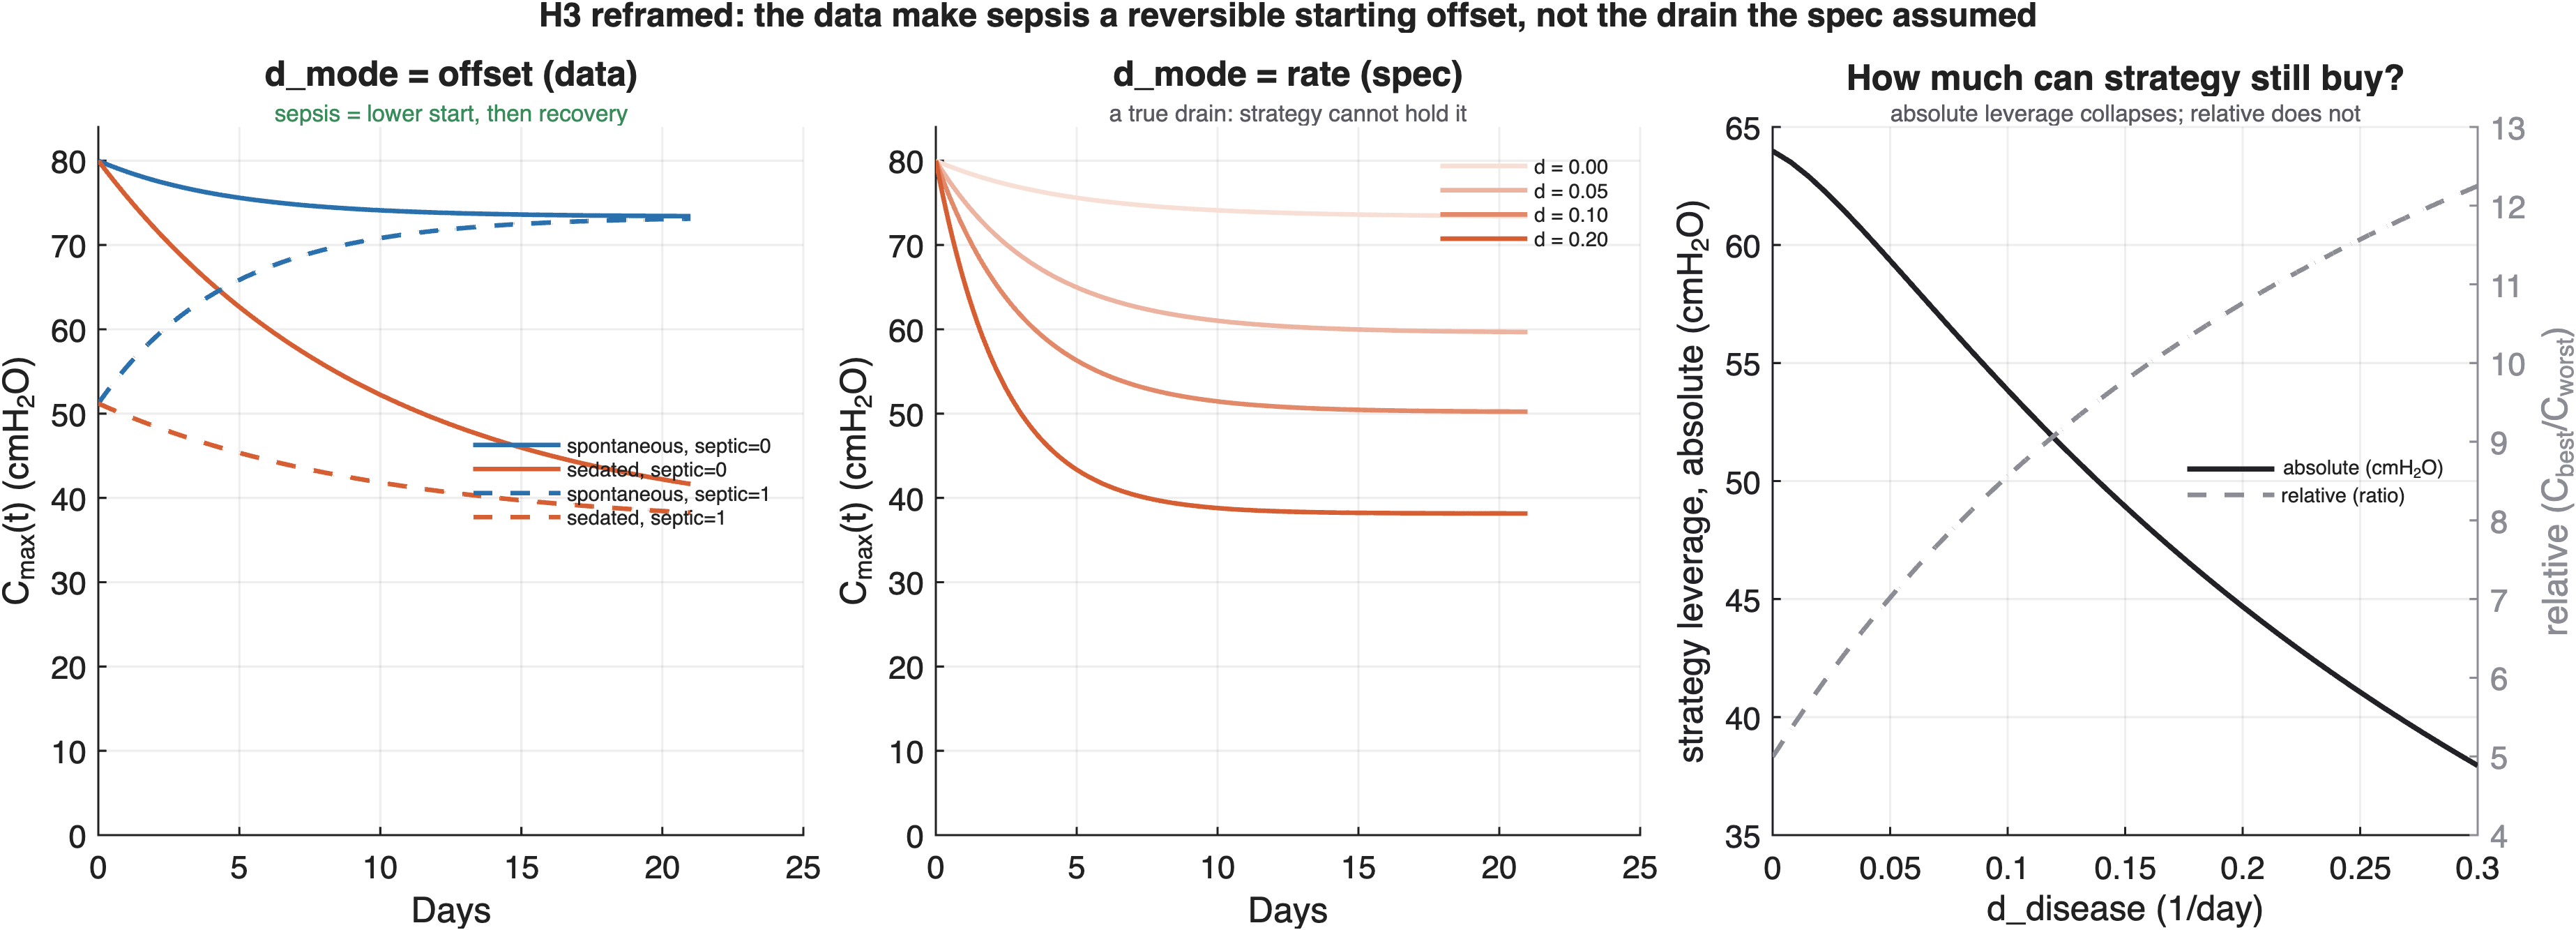 H3 reframed: the data make sepsis a reversible starting offset, not the drain the spec assumed
d_mode = offset (data)
sepsis = lower start, then recovery
C_max(t) (cmH₂O)
80
70
60
50
40
30
20
10
0
0 5 10 15 20 25
Days
spontaneous, septic=0
sedated, septic=0
spontaneous, septic=1
sedated, septic=1
d_mode = rate (spec)
a true drain: strategy cannot hold it
C_max(t) (cmH₂O)
80
70
60
50
40
30
20
10
0
0 5 10 15 20 25
Days
d = 0.00
d = 0.05
d = 0.10
d = 0.20
How much can strategy still buy?
absolute leverage collapses; relative does not
strategy leverage, absolute (cmH₂O)
65
60
55
50
45
40
35
0 0.05 0.1 0.15 0.2 0.25 0.3
d_disease (1/day)
absolute (cmH₂O)
relative (ratio)
13
12
11
10
9
8
7
6
5
4
relative (C_best/C_worst)